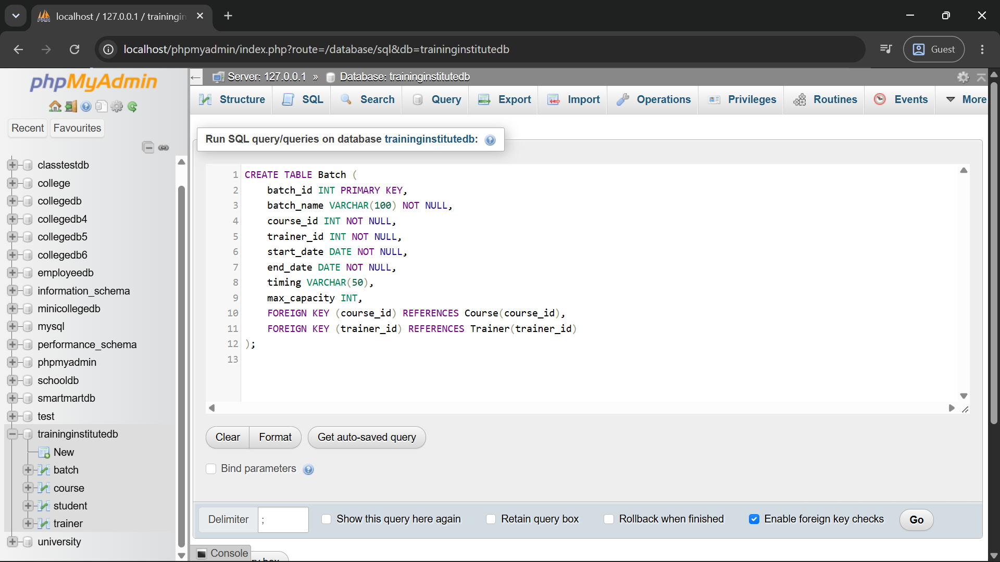 localhost / 127.0.0.1 / trainingin
localhost/phpmyadmin/index.php?route=/database/sql&db=traininginstitutedb
Guest
phpMyAdmin
Recent
Favourites
classtestdb
college
collegedb
collegedb4
collegedb5
collegedb6
employeedb
information_schema
minicollegedb
mysql
performance_schema
phpmyadmin
schooldb
smartmartdb
test
traininginstitutedb
New
batch
course
student
trainer
university
Server: 127.0.0.1 » Database: traininginstitutedb
Structure SQL Search Query Export Import Operations Privileges Routines Events More
Run SQL query/queries on database traininginstitutedb:
1 CREATE TABLE Batch (
2 batch_id INT PRIMARY KEY,
3 batch_name VARCHAR(100) NOT NULL,
4 course_id INT NOT NULL,
5 trainer_id INT NOT NULL,
6 start_date DATE NOT NULL,
7 end_date DATE NOT NULL,
8 timing VARCHAR(50),
9 max_capacity INT,
10 FOREIGN KEY (course_id) REFERENCES Course(course_id),
11 FOREIGN KEY (trainer_id) REFERENCES Trainer(trainer_id)
12 );
13
Clear Format Get auto-saved query
Bind parameters
Delimiter ; Show this query here again Retain query box Rollback when finished Enable foreign key checks Go
Console